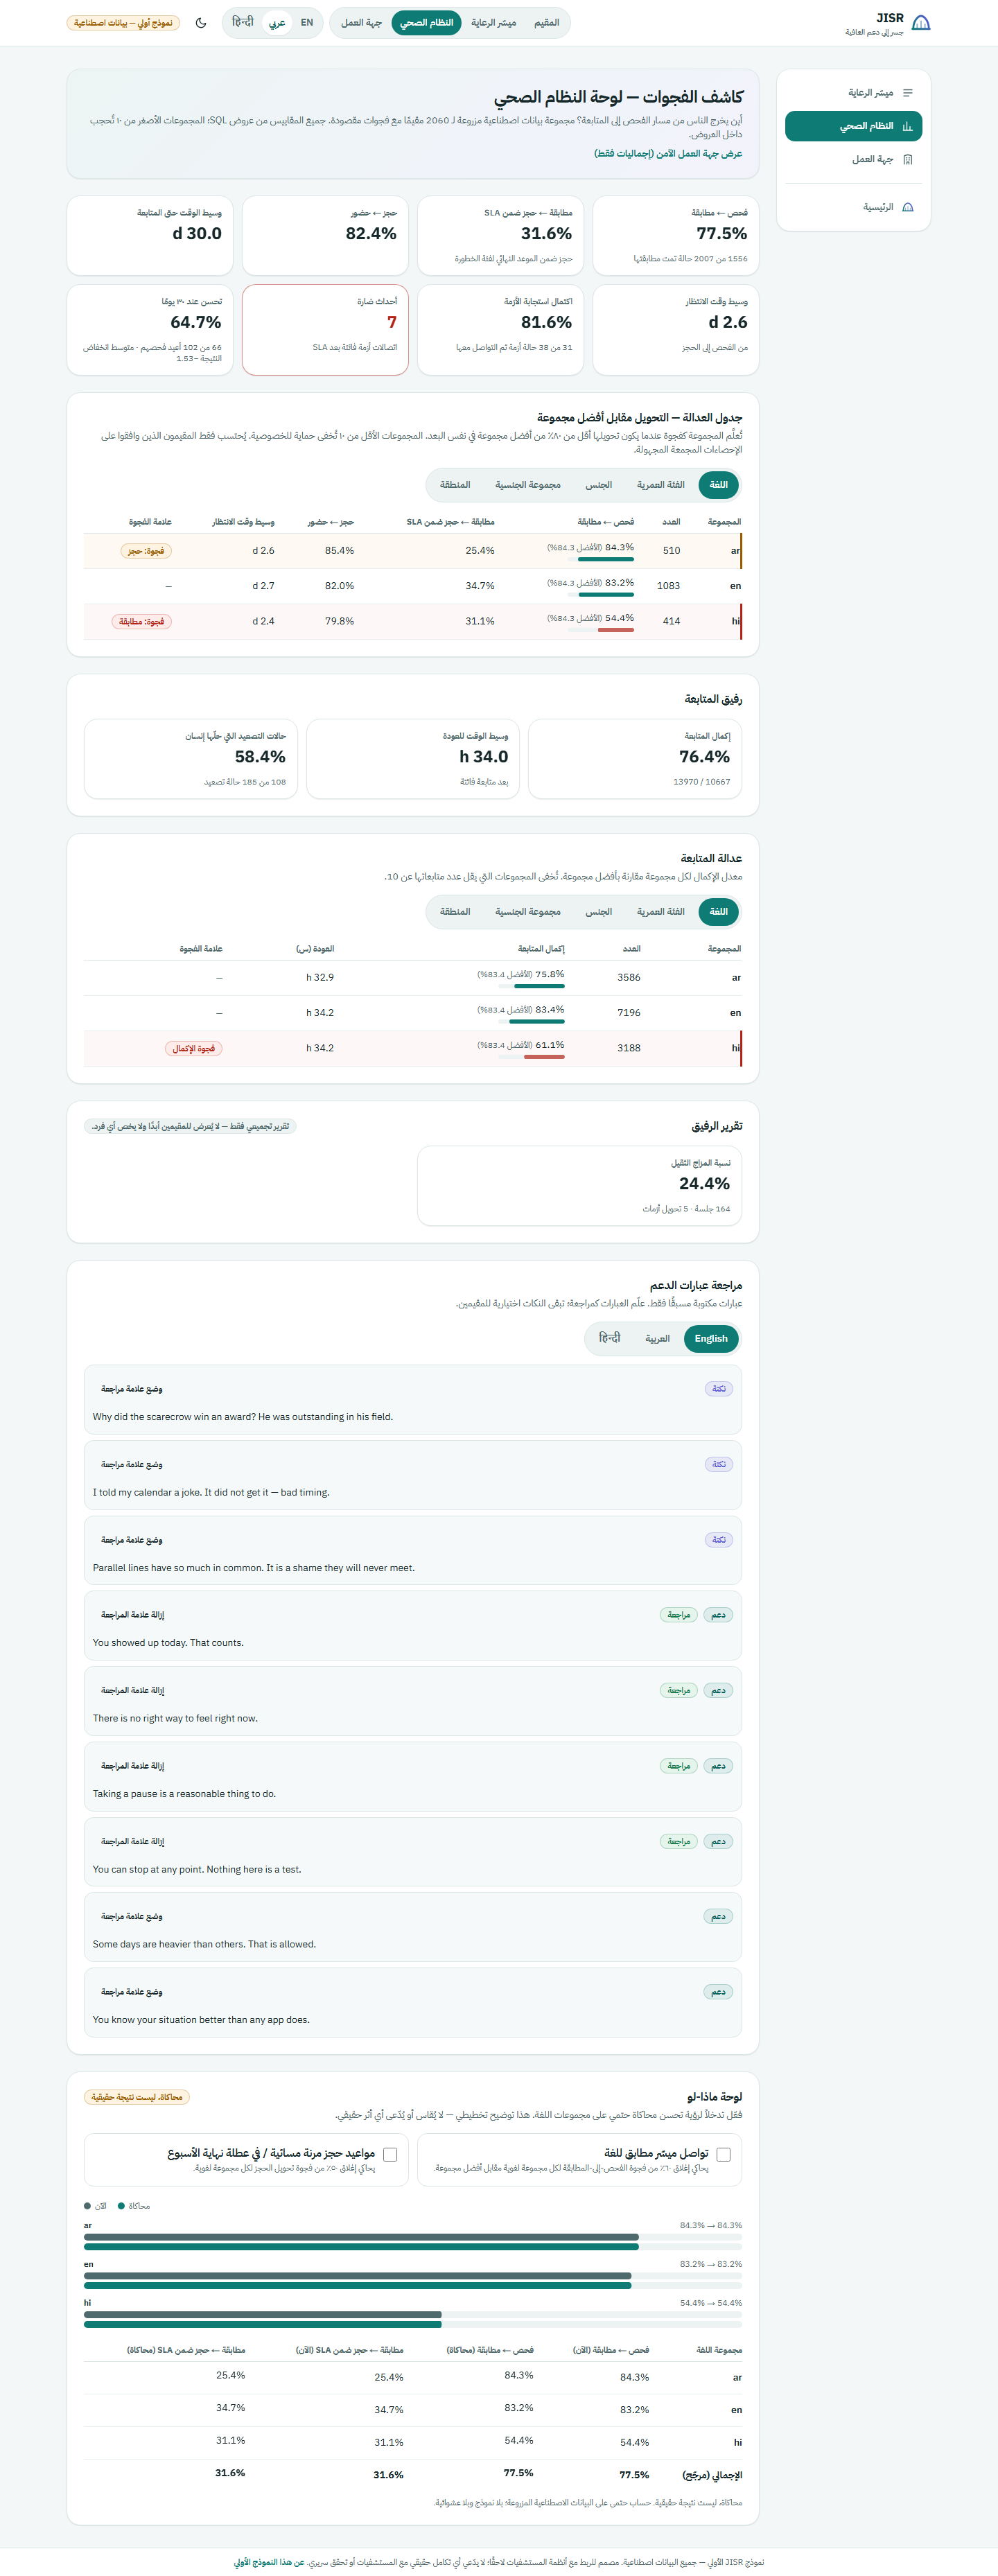 JISR
جسر إلى دعم العافية
المقيم
ميسّر الرعاية
النظام الصحي
جهة العمل
EN
عربي
हिन्दी
نموذج أولي — بيانات اصطناعية
ميسّر الرعاية
النظام الصحي
جهة العمل
الرئيسية
كاشف الفجوات — لوحة النظام الصحي
أين يخرج الناس من مسار الفحص إلى المتابعة؟ مجموعة بيانات اصطناعية مزروعة لـ 2060 مقيمًا مع فجوات مقصودة. جميع المقاييس من عروض SQL؛ المجموعات الأصغر من ١٠ تُحجب
داخل العروض.
عرض جهة العمل الآمن (إجماليات فقط)
فحص ← مطابقة
77.5%
1556 من 2007 حالة تمت مطابقتها
مطابقة ← حجز ضمن SLA
31.6%
حجز ضمن الموعد النهائي لفئة الخطورة
حجز ← حضور
82.4%
وسيط الوقت حتى المتابعة
30.0 d
وسيط وقت الانتظار
2.6 d
من الفحص إلى الحجز
اكتمال استجابة الأزمة
81.6%
31 من 38 حالة أزمة تم التواصل معها
أحداث ضارة
7
اتصالات أزمة فائتة بعد SLA
تحسن عند ٣٠ يومًا
64.7%
66 من 102 أعيد فحصهم · متوسط انخفاض
النتيجة −1.53
جدول العدالة — التحويل مقابل أفضل مجموعة
تُعلَّم المجموعة كفجوة عندما يكون تحويلها أقل من ٨٠٪ من أفضل مجموعة في نفس البعد. المجموعات الأقل من ١٠ تُخفى حماية للخصوصية. يُحتسب فقط المقيمون الذين وافقوا على
الإحصاءات المجمعة المجهولة.
اللغة
الفئة العمرية
الجنس
مجموعة الجنسية
المنطقة
المجموعة
العدد
فحص ← مطابقة
مطابقة ← حجز ضمن SLA
حجز ← حضور
وسيط وقت الانتظار
علامة الفجوة
ar
510
84.3% (الأفضل 84.3%)
25.4%
85.4%
2.6 d
فجوة: حجز
en
1083
83.2% (الأفضل 84.3%)
34.7%
82.0%
2.7 d
—
hi
414
54.4% (الأفضل 84.3%)
31.1%
79.8%
2.4 d
فجوة: مطابقة
رفيق المتابعة
إكمال المتابعة
76.4%
13970 / 10667
وسيط الوقت للعودة
34.0 h
بعد متابعة فائتة
حالات التصعيد التي حلّها إنسان
58.4%
108 من 185 حالة تصعيد
عدالة المتابعة
معدل الإكمال لكل مجموعة مقارنة بأفضل مجموعة. تُخفى المجموعات التي يقل عدد متابعاتها عن 10.
اللغة
الفئة العمرية
الجنس
مجموعة الجنسية
المنطقة
المجموعة
العدد
إكمال المتابعة
العودة (س)
علامة الفجوة
ar
3586
75.8% (الأفضل 83.4%)
32.9 h
—
en
7196
83.4% (الأفضل 83.4%)
34.2 h
—
hi
3188
61.1% (الأفضل 83.4%)
34.2 h
فجوة الإكمال
تقرير الرفيق
تقرير تجميعي فقط — لا يُعرض للمقيمين أبدًا ولا يخص أي فرد.
نسبة المزاج الثقيل
24.4%
164 جلسة · 5 تحويل أزمات
مراجعة عبارات الدعم
عبارات مكتوبة مسبقًا فقط. علّم العبارات كمراجعة؛ تبقى النكات اختيارية للمقيمين.
English
العربية
हिन्दी
نكتة
وضع علامة مراجعة
Why did the scarecrow win an award? He was outstanding in his field.
نكتة
وضع علامة مراجعة
I told my calendar a joke. It did not get it — bad timing.
نكتة
وضع علامة مراجعة
Parallel lines have so much in common. It is a shame they will never meet.
دعم
مراجعة
إزالة علامة المراجعة
You showed up today. That counts.
دعم
مراجعة
إزالة علامة المراجعة
There is no right way to feel right now.
دعم
مراجعة
إزالة علامة المراجعة
Taking a pause is a reasonable thing to do.
دعم
مراجعة
إزالة علامة المراجعة
You can stop at any point. Nothing here is a test.
دعم
وضع علامة مراجعة
Some days are heavier than others. That is allowed.
دعم
وضع علامة مراجعة
You know your situation better than any app does.
لوحة ماذا-لو
محاكاة، ليست نتيجة حقيقية
فعّل تدخلاً لرؤية تحسن محاكاة حتمي على مجموعات اللغة. هذا توضيح تخطيطي — لا يُقاس أو يُدّعى أي أثر حقيقي.
تواصل ميسّر مطابق للغة
يحاكي إغلاق ٦٠٪ من فجوة الفحص-إلى-المطابقة لكل مجموعة لغوية مقابل أفضل مجموعة.
مواعيد حجز مرنة مسائية / في عطلة نهاية الأسبوع
يحاكي إغلاق ٥٠٪ من فجوة تحويل الحجز لكل مجموعة لغوية.
محاكاة
الآن
ar
84.3% → 84.3%
en
83.2% → 83.2%
hi
54.4% → 54.4%
مجموعة اللغة
فحص ← مطابقة (الآن)
فحص ← مطابقة (محاكاة)
مطابقة ← حجز ضمن SLA (الآن)
مطابقة ← حجز ضمن SLA (محاكاة)
ar
84.3%
84.3%
25.4%
25.4%
en
83.2%
83.2%
34.7%
34.7%
hi
54.4%
54.4%
31.1%
31.1%
الإجمالي (مرجّح)
77.5%
77.5%
31.6%
31.6%
محاكاة، ليست نتيجة حقيقية. حساب حتمي على البيانات الاصطناعية المزروعة؛ بلا نموذج وبلا عشوائية.
نموذج JISR الأولي — جميع البيانات اصطناعية. مصمم للربط مع أنظمة المستشفيات لاحقًا؛ لا يدّعي أي تكامل حقيقي مع المستشفيات أو تحقق سريري. عن هذا النموذج الأولي